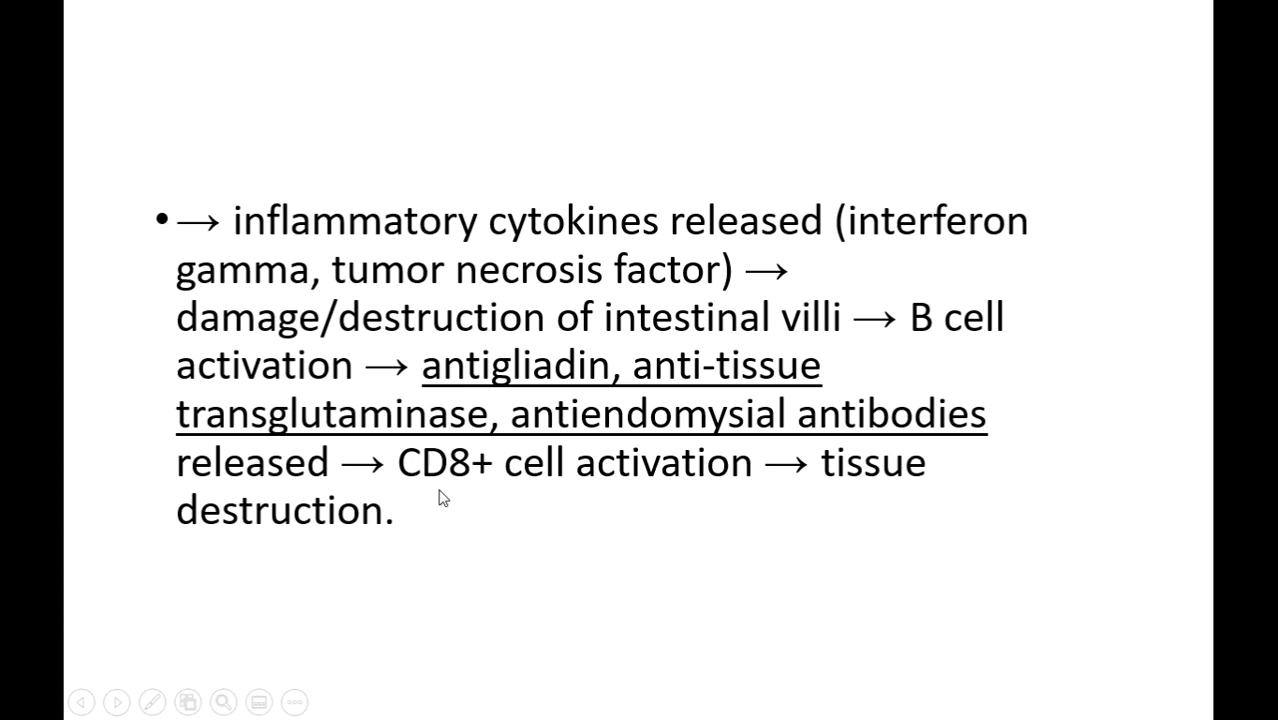 • → inflammatory cytokines released (interferon
gamma, tumor necrosis factor) →
damage/destruction of intestinal villi → B cell
activation → antigliadin, anti-tissue
transglutaminase, antiendomysial antibodies
released → CD8+ cell activation → tissue
destruction.